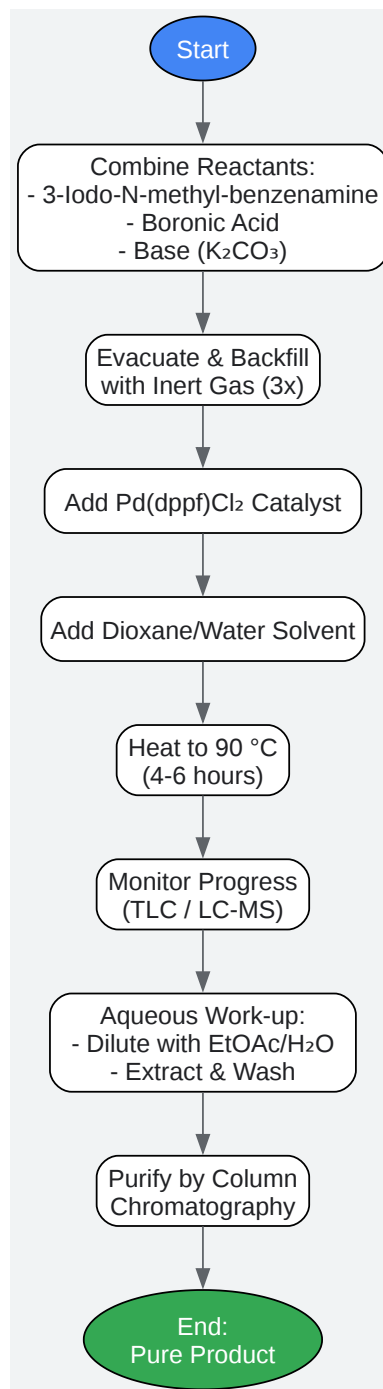 Start
Combine Reactants:
- 3-Iodo-N-methyl-benzenamine
- Boronic Acid
- Base (K₂CO₃)
Evacuate & Backfill
with Inert Gas (3x)
Add Pd(dppf)Cl₂ Catalyst
Add Dioxane/Water Solvent
Heat to 90 °C
(4-6 hours)
Monitor Progress
(TLC / LC-MS)
Aqueous Work-up:
- Dilute with EtOAc/H₂O
- Extract & Wash
Purify by Column
Chromatography
End:
Pure Product